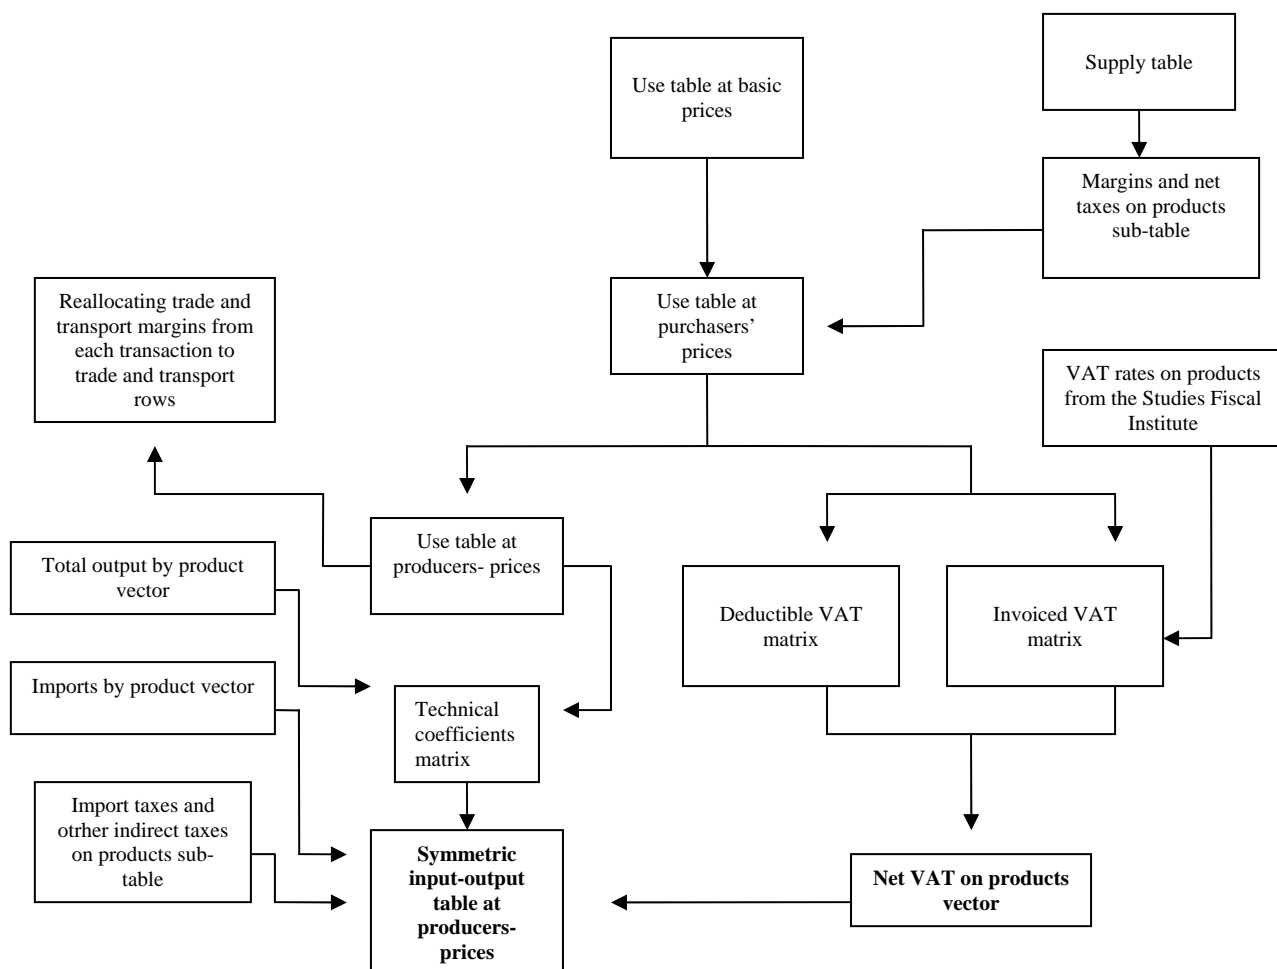 Supply table
Use table at basic
prices
Margins and net
taxes on products
sub-table
Reallocating trade and
transport margins from
each transaction to
trade and transport
rows
Use table at
purchasers’
prices
VAT rates on products
from the Studies Fiscal
Institute
Use table at
producers- prices
Total output by product
vector
Deductible VAT
matrix
Invoiced VAT
matrix
Imports by product vector
Technical
coefficients
matrix
Import taxes and
otrher indirect taxes
on products sub-
table
Symmetric
input-output
table at
producers-
prices
Net VAT on products
vector